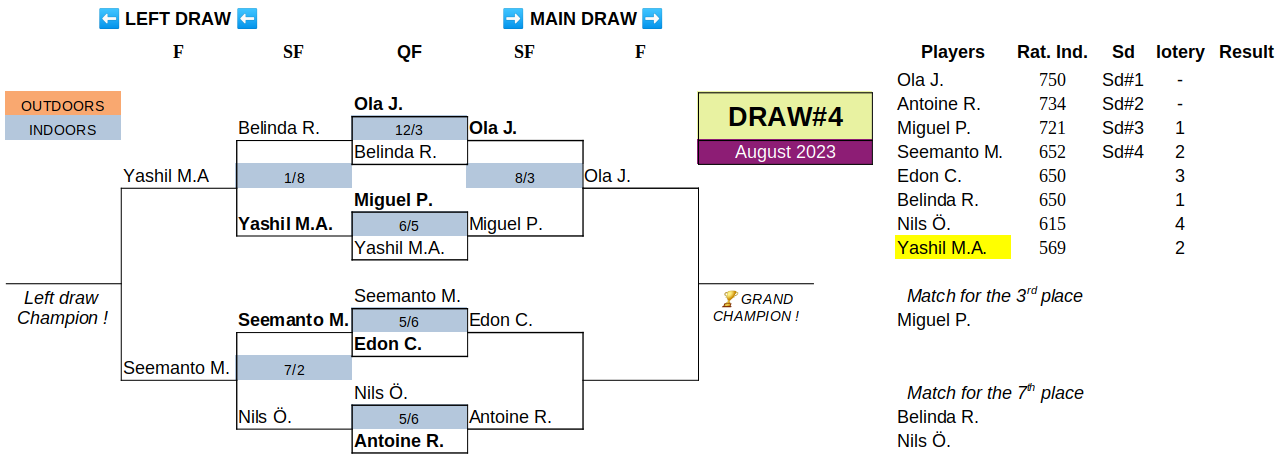 ⬅ LEFT DRAW ⬅ ➡ MAIN DRAW ➡
F SF QF SF F Players Rat. Ind. Sd lotery Result
Ola J. 750 Sd#1 -
OUTDOORS Ola J. DRAW#4 Antoine R. 734 Sd#2 -
INDOORS Belinda R. 12/3 Ola J. Miguel P. 721 Sd#3 1
Belinda R. August 2023 Seemanto M. 652 Sd#4 2
Yashil M.A 1/8 8/3 Ola J. Edon C. 650 3
Miguel P. Belinda R. 650 1
Yashil M.A. 6/5 Miguel P. Nils Ö. 615 4
Yashil M.A. Yashil M.A. 569 2
Left draw Seemanto M. 🏆 GRAND Match for the 3rd place
Champion ! Seemanto M. 5/6 Edon C. CHAMPION ! Miguel P.
Edon C.
Seemanto M. 7/2
Nils Ö. Match for the 7th place
Nils Ö. 5/6 Antoine R. Belinda R.
Antoine R. Nils Ö.